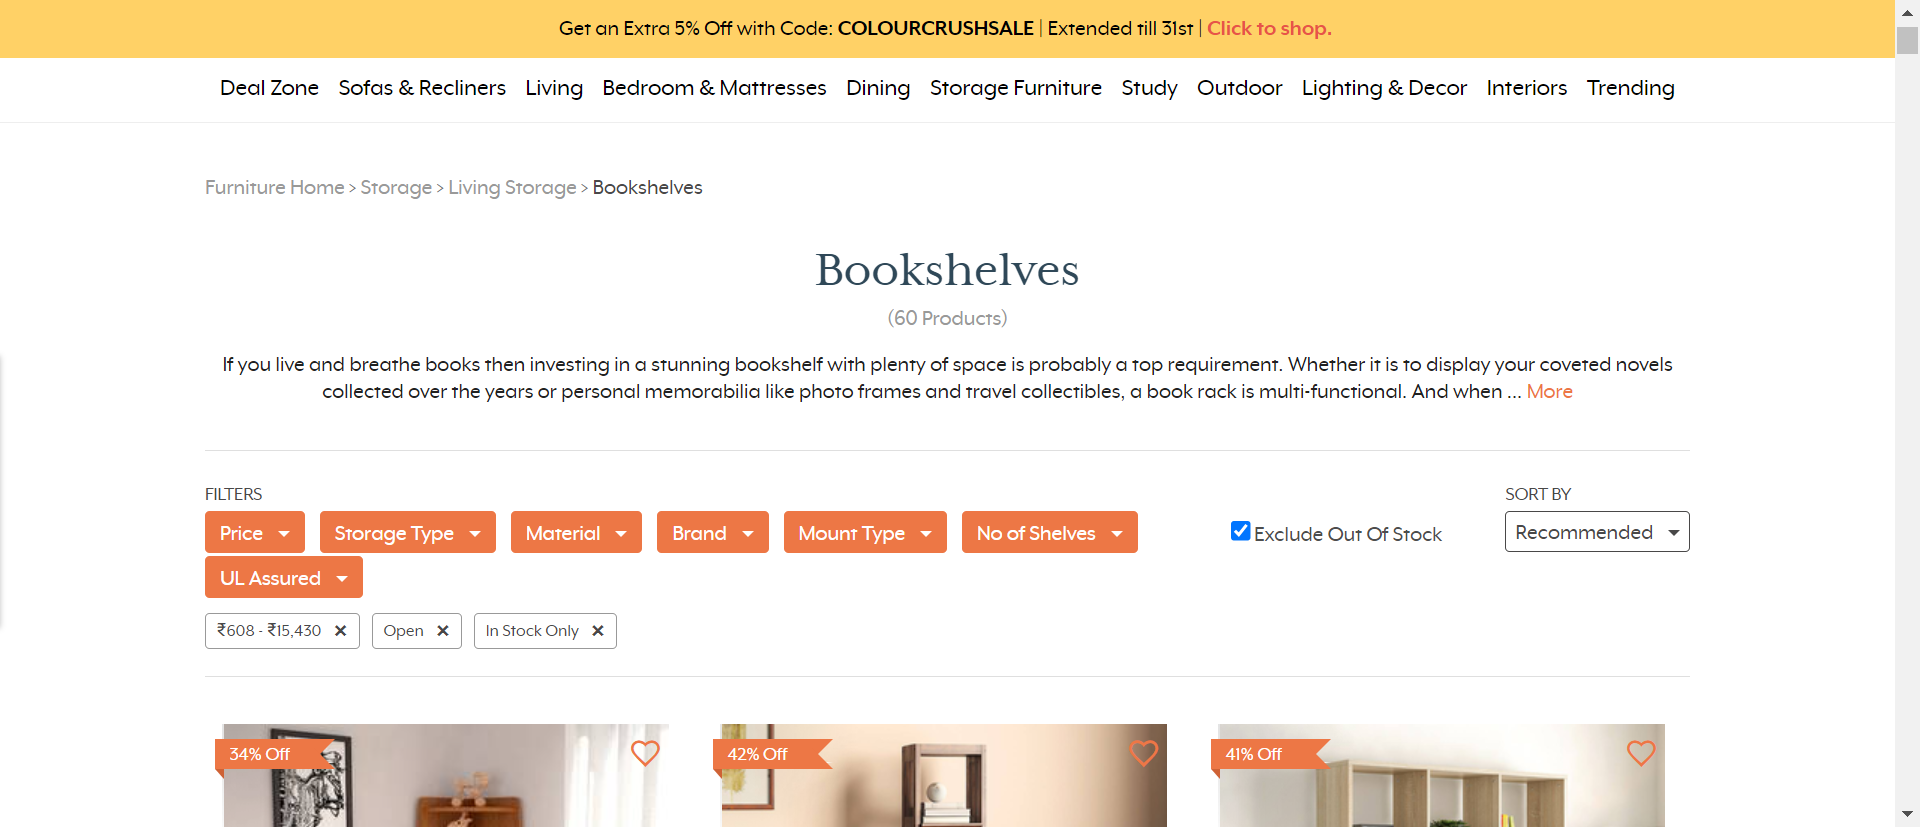 Get an Extra 5% Off with Code: COLOURCRUSHSALE | Extended till 31st | Click to shop.
Deal Zone Sofas & Recliners Living Bedroom & Mattresses Dining Storage Furniture Study Outdoor Lighting & Decor Interiors Trending
Furniture Home > Storage > Living Storage > Bookshelves
Bookshelves
(60 Products)
If you live and breathe books then investing in a stunning bookshelf with plenty of space is probably a top requirement. Whether it is to display your coveted novels
collected over the years or personal memorabilia like photo frames and travel collectibles, a book rack is multi-functional. And when ... More
FILTERS
SORT BY
Price Storage Type Material Brand Mount Type No of Shelves Exclude Out Of Stock Recommended
UL Assured
₹608 - ₹15,430 × Open × In Stock Only ×
34% Off 42% Off 41% Off